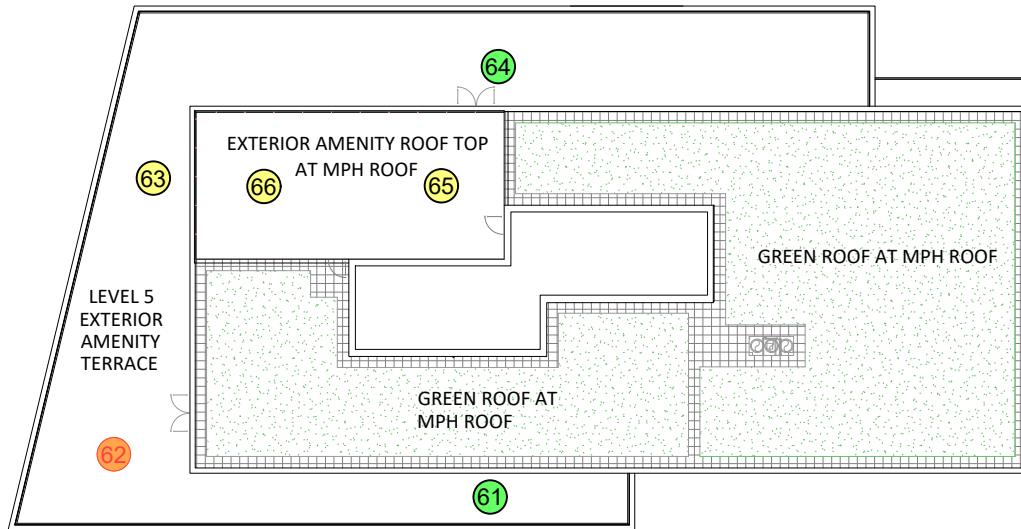 64
EXTERIOR AMENITY ROOF TOP
AT MPH ROOF
63
66
65
GREEN ROOF AT MPH ROOF
LEVEL 5
EXTERIOR
AMENITY
TERRACE
GREEN ROOF AT
MPH ROOF
62
61